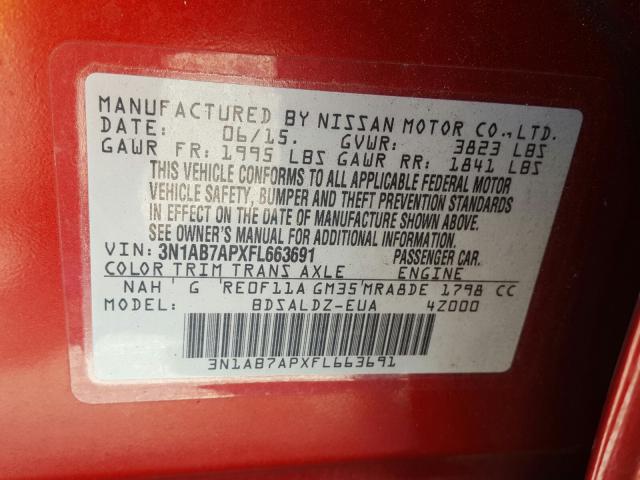 MANUFACTURED BY NISSAN MOTOR CO., LTD.
DATE: 06/15. GVWR: 3823 LBS
GAWR FR: 1995 LBS GAWR RR: 1841 LBS
THIS VEHICLE CONFORMS TO ALL APPLICABLE FEDERAL MOTOR
VEHICLE SAFETY, BUMPER AND THEFT PREVENTION STANDARDS
IN EFFECT ON THE DATE OF MANUFACTURE SHOWN ABOVE.
SEE OWNER'S MANUAL FOR ADDITIONAL INFORMATION.
VIN: 3N1AB7APXFL663691 PASSENGER CAR.
COLOR TRIM TRANS AXLE ENGINE
NAH G RE0F11A GM35 MRA8DE 1798 CC
BDSALDZ-EUA 4Z000
3N1AB7APXFL663691